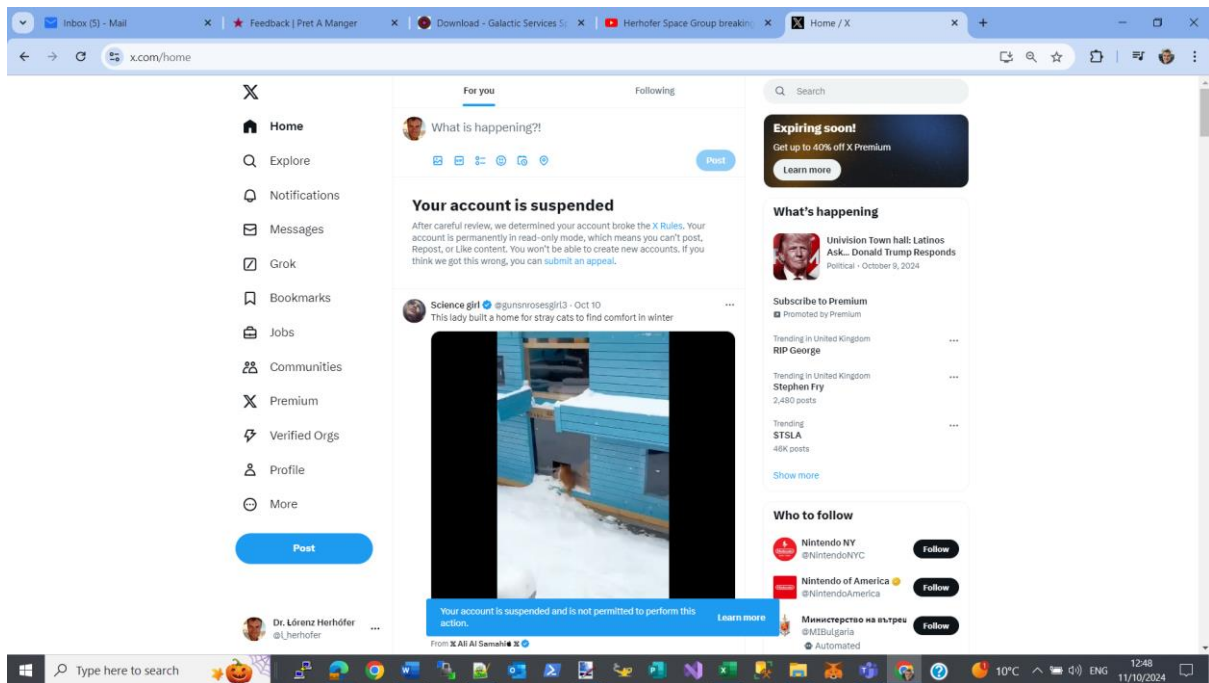 Inbox (5) - Mail
Feedback | Pret A Manger
Download - Galactic Services
Herhofer Space Group breaking
Home / X
x.com/home
Home
Explore
Notifications
Messages
Grok
Bookmarks
Jobs
Communities
Premium
Verified Orgs
Profile
More
Post
Dr. Lórenz Herhófer
@l_herhofer
For you
Following
What is happening?!
Post
Your account is suspended
After careful review, we determined your account broke the X Rules. Your
account is permanently in read-only mode, which means you can't post,
Repost, or Like content. You won't be able to create new accounts. If you
think we got this wrong, you can submit an appeal.
Science girl @gunsnrosesgirl3 · Oct 10
This lady built a home for stray cats to find comfort in winter
Your account is suspended and is not permitted to perform this
action.
Learn more
From Ali Al Samahi
Search
Expiring soon!
Get up to 40% off X Premium
Learn more
What's happening
Univision Town hall: Latinos
Ask... Donald Trump Responds
Political · October 9, 2024
Subscribe to Premium
Promoted by Premium
Trending in United Kingdom
RIP George
Trending in United Kingdom
Stephen Fry
2,480 posts
Trending
$TSLA
46K posts
Show more
Who to follow
Nintendo NY
@NintendoNYC
Follow
Nintendo of America
@NintendoAmerica
Follow
Министерство на вътрец
@MIBulgaria
Automated
Follow
Type here to search
10°C
ENG
12:48
11/10/2024